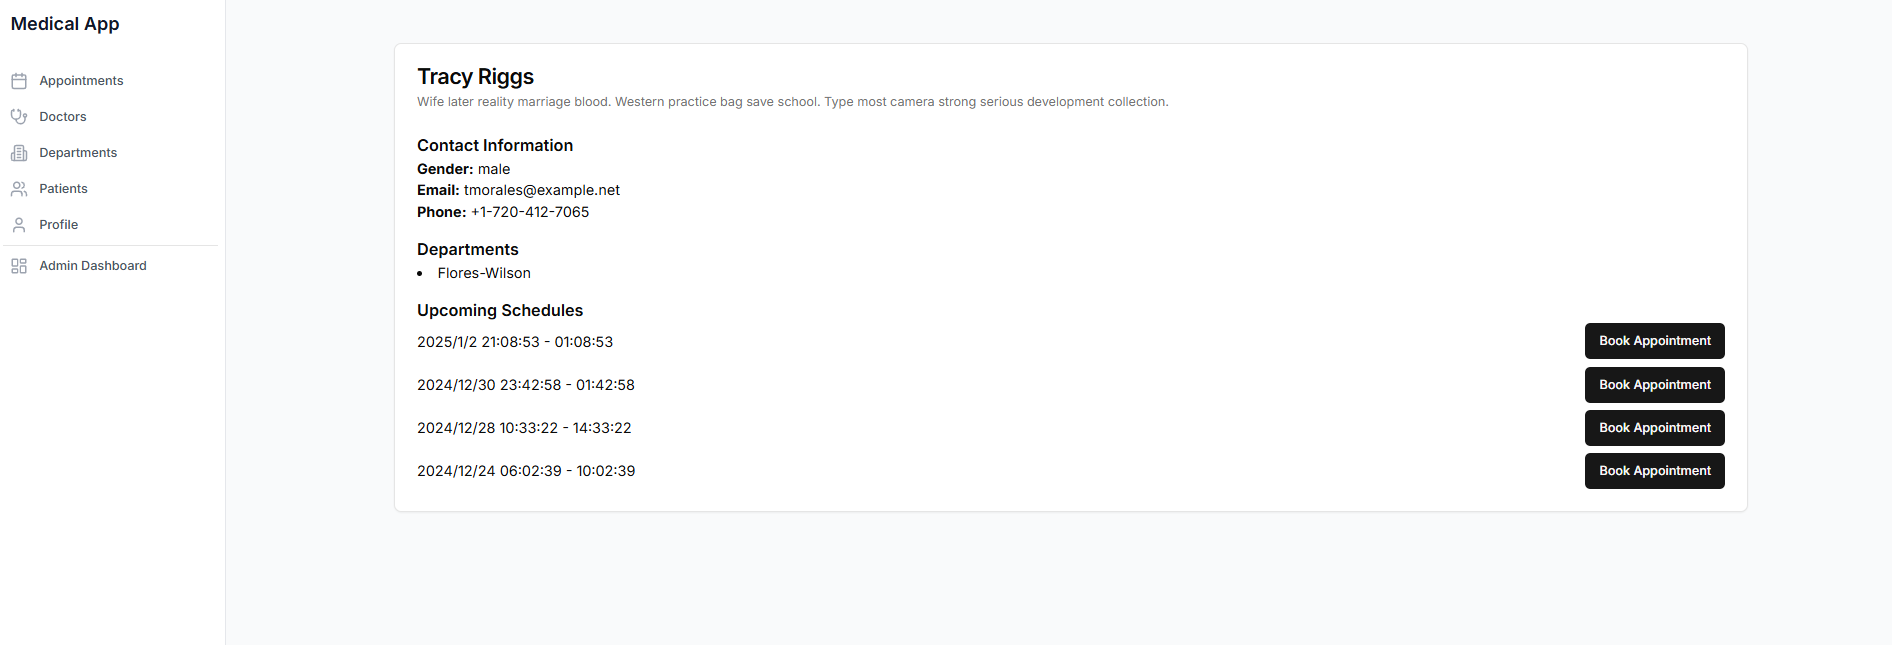 Medical App
Appointments
Doctors
Departments
Patients
Profile
Admin Dashboard
Tracy Riggs
Wife later reality marriage blood. Western practice bag save school. Type most camera strong serious development collection.
Contact Information
Gender: male
Email: tmorales@example.net
Phone: +1-720-412-7065
Departments
• Flores-Wilson
Upcoming Schedules
2025/1/2 21:08:53 - 01:08:53 Book Appointment
2024/12/30 23:42:58 - 01:42:58 Book Appointment
2024/12/28 10:33:22 - 14:33:22 Book Appointment
2024/12/24 06:02:39 - 10:02:39 Book Appointment